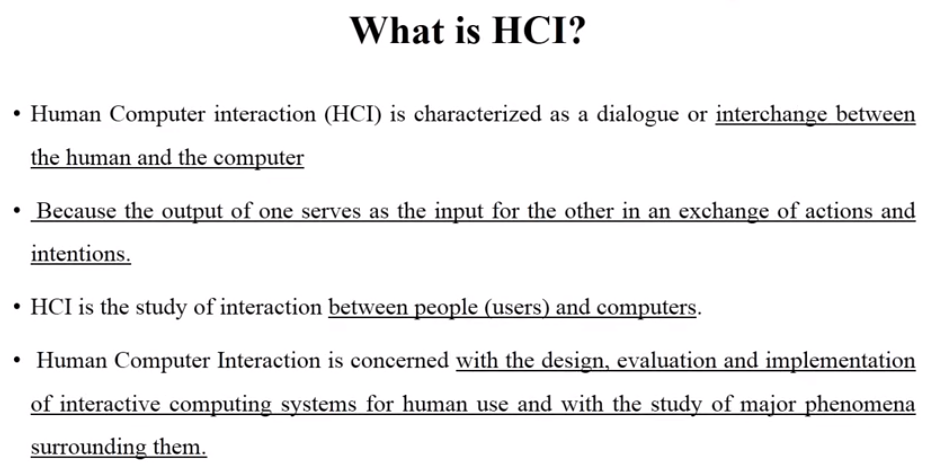 What is HCI?
• Human Computer interaction (HCI) is characterized as a dialogue or interchange between
the human and the computer
• Because the output of one serves as the input for the other in an exchange of actions and
intentions.
• HCI is the study of interaction between people (users) and computers.
• Human Computer Interaction is concerned with the design, evaluation and implementation
of interactive computing systems for human use and with the study of major phenomena
surrounding them.